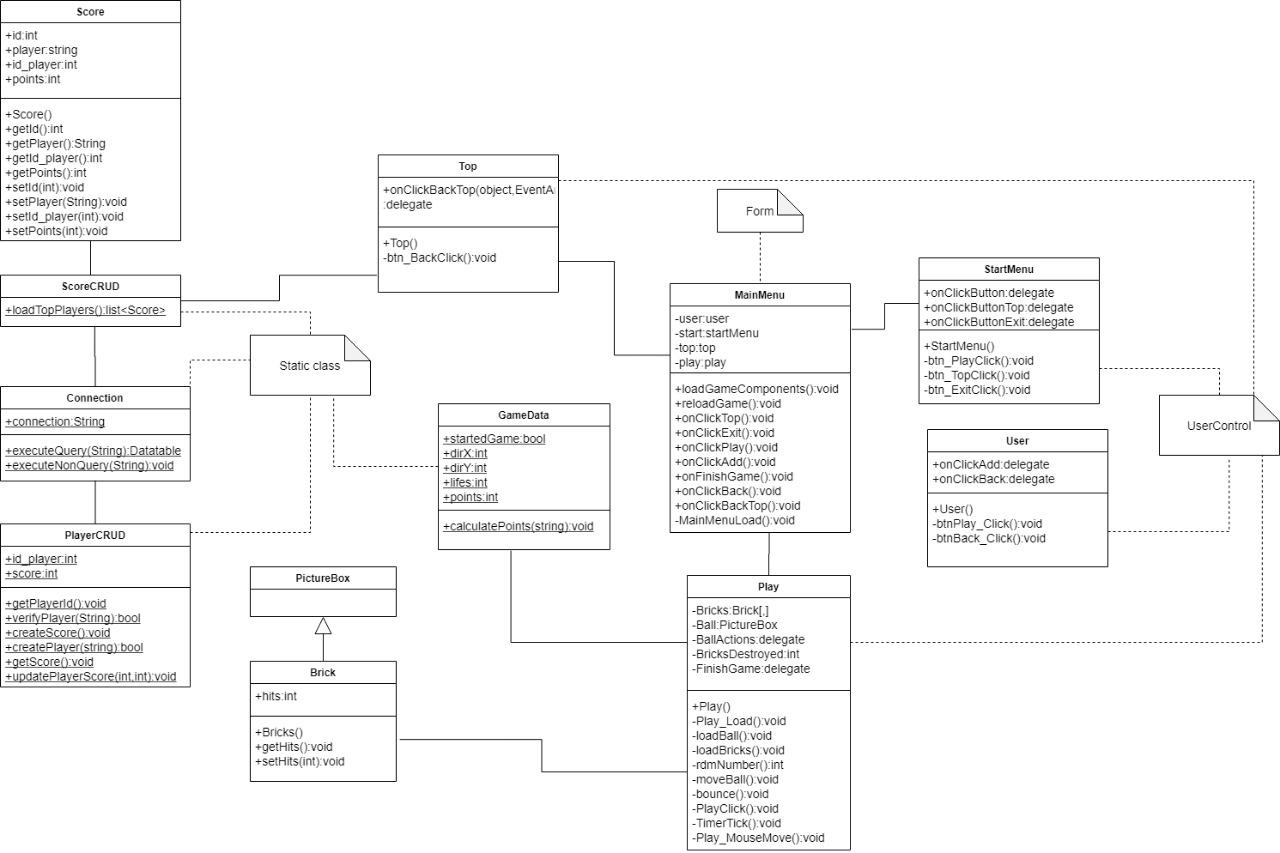 Score
+id:int
+player:string
+id_player:int
+points:int
+Score()
+getId():int
+getPlayer():String
+getId_player():int
+getPoints():int
+setId(int):void
+setPlayer(String):void
+setId_player(int):void
+setPoints(int):void
ScoreCRUD
+loadTopPlayers():list<Score>
Connection
+connection:String
+executeQuery(String):Datatable
+executeNonQuery(String):void
PlayerCRUD
+id_player:int
+score:int
+getPlayerId():void
+verifyPlayer(String):bool
+createScore():void
+createPlayer(string):bool
+getScore():void
+updatePlayerScore(int,int):void
Static class
Top
+onClickBackTop(object,EventA
:delegate
+Top()
-btn_BackClick():void
GameData
+startedGame:bool
+dirX:int
+dirY:int
+lifes:int
+points:int
+calculatePoints(string):void
PictureBox
Brick
+hits:int
+Bricks()
+getHits():void
+setHits(int):void
Form
MainMenu
-user:user
-start:startMenu
-top:top
-play:play
+loadGameComponents():void
+reloadGame():void
+onClickTop():void
+onClickExit():void
+onClickPlay():void
+onClickAdd():void
+onFinishGame():void
+onClickBack():void
+onClickBackTop():void
-MainMenuLoad():void
Play
-Bricks:Brick[,]
-Ball:PictureBox
-BallActions:delegate
-BricksDestroyed:int
-FinishGame:delegate
+Play()
-Play_Load():void
-loadBall():void
-loadBricks():void
-rdmNumber():int
-moveBall():void
-bounce():void
-PlayClick():void
-TimerTick():void
-Play_MouseMove():void
StartMenu
+onClickButton:delegate
+onClickButtonTop:delegate
+onClickButtonExit:delegate
+StartMenu()
-btn_PlayClick():void
-btn_TopClick():void
-btn_ExitClick():void
User
+onClickAdd:delegate
+onClickBack:delegate
+User()
-btnPlay_Click():void
-btnBack_Click():void
UserControl